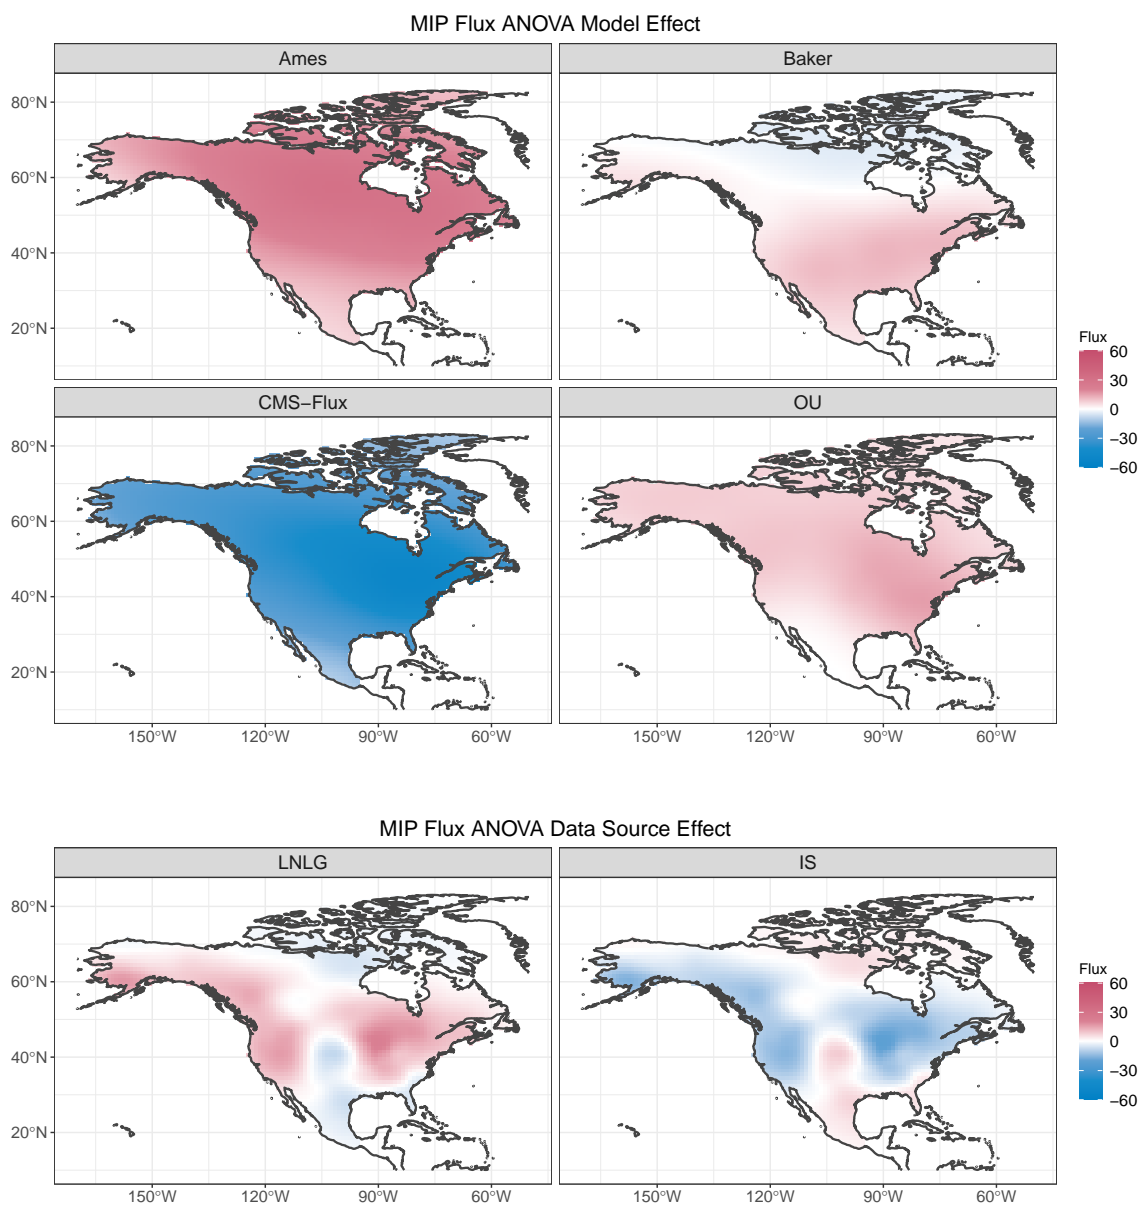 MIP Flux ANOVA Model Effect
Ames
Baker
80°N
60°N
40°N
20°N
Flux
60
30
0
−30
−60
CMS−Flux
OU
80°N
60°N
40°N
20°N
150°W 120°W 90°W 60°W
150°W 120°W 90°W 60°W
MIP Flux ANOVA Data Source Effect
LNLG
IS
80°N
60°N
40°N
20°N
Flux
60
30
0
−30
−60
150°W 120°W 90°W 60°W
150°W 120°W 90°W 60°W